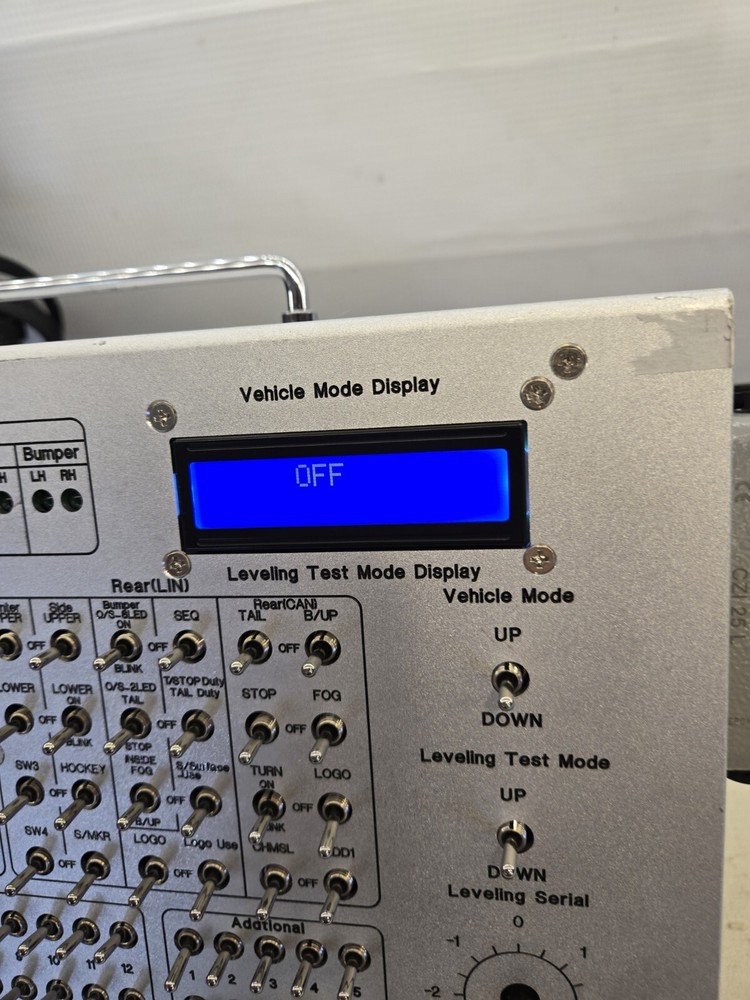 Vehicle Mode Display
OFF
Leveling Test Mode Display
Bumper
H LH RH
Rear(LIN)
Side
UPPER
OFF
Bumper
O/S-6LED
ON
OFF
BLINK
SEQ
Rear(CAN)
TAIL
OFF
B/UP
LOWER
OFF
LOWER
ON
BLINK
O/S-2LED
TAIL
OFF
STOP
T/STOP Duty
TAIL Duty
STOP
OFF
FOG
SW3
OFF
HOCKEY
INSIDE
FOG
OFF
B/UP
TURN
ON
OFF
LOGO
SW4
OFF
S/MKR
LOGO
OFF
Logo Use
CHMSL
OFF
Addtional
1 2 3 4 5
10 11 12
Vehicle Mode
UP
DOWN
Leveling Test Mode
UP
DOWN
Leveling Serial
0
-1 1
-2